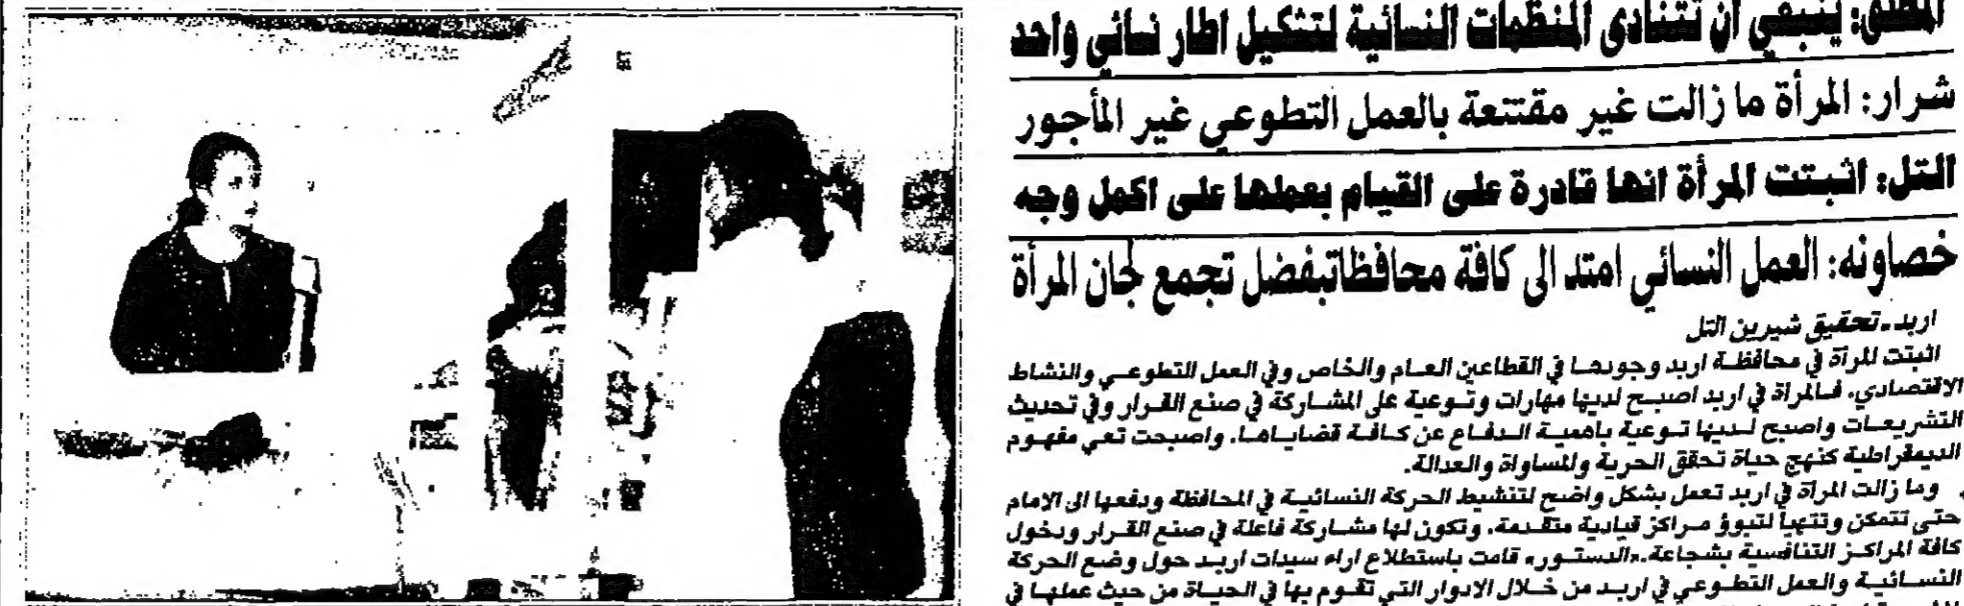 المطلق: ينبغي ان تتنادى المنظمات النسائية لتشكيل اطار نسائي واحد
شرار: المرأة ما زالت غير مقتنعة بالعمل التطوعي غير المأجور
التل: اثبتت المرأة انها قادرة على القيام بعملها على اكمل وجه
خصاونه: العمل النسائي امتد الى كافة محافظاتبفضل تجمع لجان المرأة
اربد ـ تحقيق شيرين التل
اثبتت المرأة في محافظة اربد وجودها في القطاعين العام والخاص وفي العمل التطوعي والنشاط
الاقتصادي، فالمرأة في اربد اصبح لديها مهارات وتوعية على المشاركة في صنع القرار وفي تحديث
التشريعات واصبح لديها توعية باهمية الدفاع عن كافة قضاياها، واصبحت تعي مفهوم
الديمقراطية كنهج حياة تحقق الحرية والمساواة والعدالة.
وما زالت المرأة في اربد تعمل بشكل واضح لتنشيط الحركة النسائية في المحافظة ودفعها الى الامام
حتى تتمكن وتتهيأ لتبوؤ مراكز قيادية متقدمة، وتكون لها مشاركة فاعلة في صنع القرار ودخول
كافة المراكز التنافسية بشجاعة. «الدستور» قامت باستطلاع اراء سيدات اربد حول وضع الحركة
النسائية والعمل التطوعي في اربد من خلال الادوار التي تقوم بها في الحياة من حيث عملها في